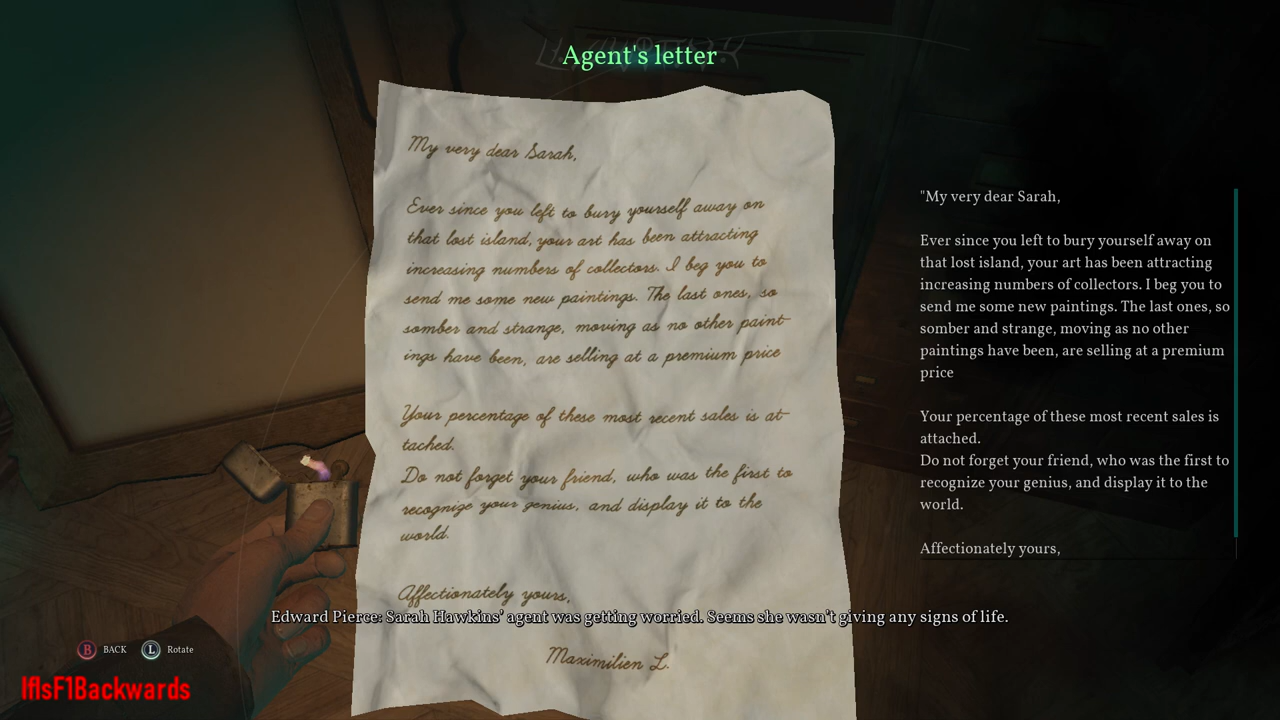 Agent's letter
My very dear Sarah,
Ever since you left to bury yourself away on
that lost island, your art has been attracting
increasing numbers of collectors. I beg you to
send me some new paintings. The last ones, so
somber and strange, moving as no other paint-
ings have been, are selling at a premium price
Your percentage of these most recent sales is at-
tached.
Do not forget your friend, who was the first to
recognize your genius, and display it to the
world.
Affectionately yours,
Maximilien L.
"My very dear Sarah,
Ever since you left to bury yourself away on
that lost island, your art has been attracting
increasing numbers of collectors. I beg you to
send me some new paintings. The last ones, so
somber and strange, moving as no other
paintings have been, are selling at a premium
price
Your percentage of these most recent sales is
attached.
Do not forget your friend, who was the first to
recognize your genius, and display it to the
world.
Affectionately yours,
Edward Pierce: Sarah Hawkins' agent was getting worried. Seems she wasn't giving any signs of life.
B BACK L Rotate
IfIsF1Backwards